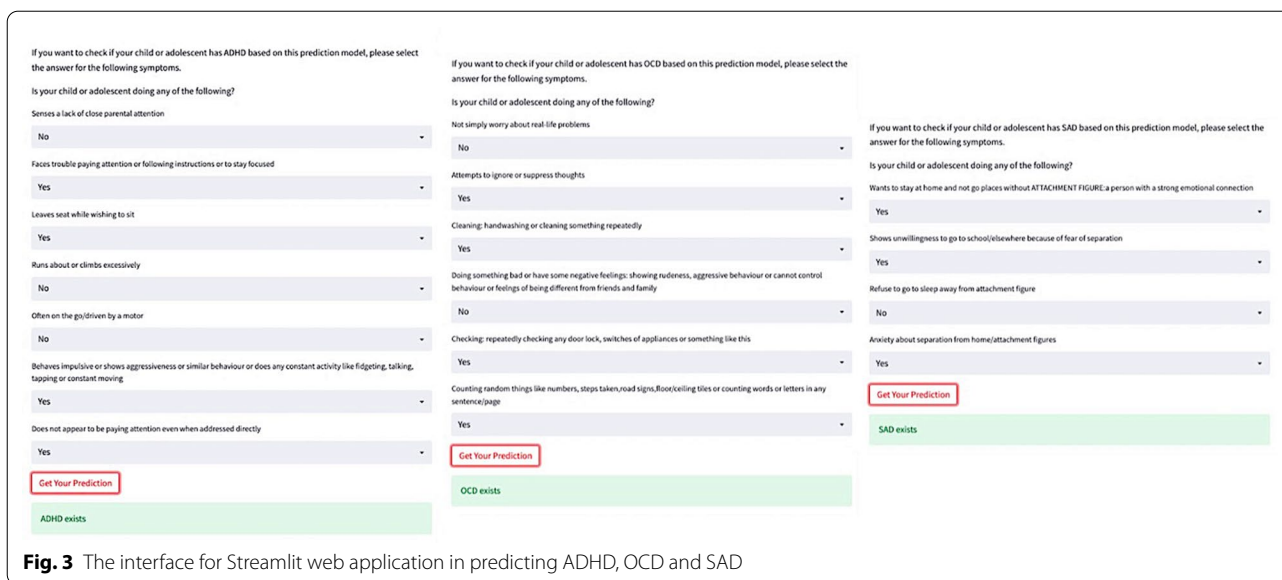 If you want to check if your child or adolescent has ADHD based on this prediction model, please select
the answer for the following symptoms.
Is your child or adolescent doing any of the following?
Senses a lack of close parental attention
No
Faces trouble paying attention or following instructions or to stay focused
Yes
Leaves seat while wishing to sit
Yes
Runs about or climbs excessively
No
Often on the go/driven by a motor
No
Behaves impulsive or shows aggressiveness or similar behaviour or does any constant activity like fidgeting, talking,
tapping or constant moving
Yes
Does not appear to be paying attention even when addressed directly
Yes
Get Your Prediction
ADHD exists
If you want to check if your child or adolescent has OCD based on this prediction model, please select the
answer for the following symptoms.
Is your child or adolescent doing any of the following?
Not simply worry about real-life problems
No
Attempts to ignore or suppress thoughts
Yes
Cleaning: handwashing or cleaning something repeatedly
Yes
Doing something bad or have some negative feelings: showing rudeness, aggressive behaviour or cannot control
behaviour or feelngs of being different from friends and family
No
Checking: repeatedly checking any door lock, switches of appliances or something like this
Yes
Counting random things like numbers, steps taken,road signs,floor/ceiling tiles or counting words or letters in any
sentence/page
Yes
Get Your Prediction
OCD exists
If you want to check if your child or adolescent has SAD based on this prediction model, please select the
answer for the following symptoms.
Is your child or adolescent doing any of the following?
Wants to stay at home and not go places without ATTACHMENT FIGURE:a person with a strong emotional connection
Yes
Shows unwillingness to go to school/elsewhere because of fear of separation
Yes
Refuse to go to sleep away from attachment figure
No
Anxiety about separation from home/attachment figures
Yes
Get Your Prediction
SAD exists
Fig. 3 The interface for Streamlit web application in predicting ADHD, OCD and SAD